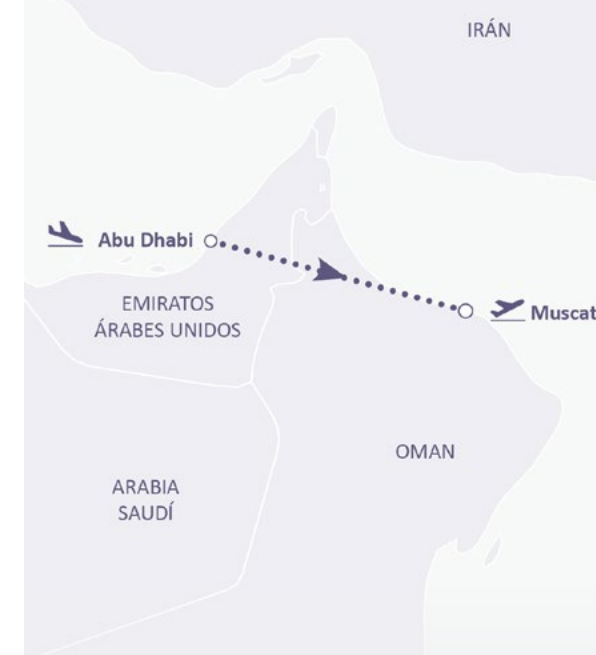 IRÁN
Abu Dhabi
EMIRATOS
ÁRABES UNIDOS
Muscat
OMAN
ARABIA
SAUDÍ